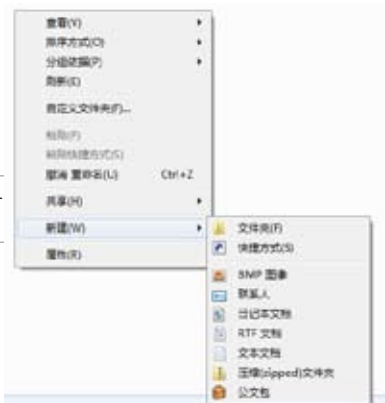 查看(V)
排序方式(O)
分组依据(P)
刷新(E)
自定义文件夹(F)...
粘贴(P)
粘贴快捷方式(S)
撤消 重命名(U) Ctrl+Z
共享(H)
新建(W)
属性(R)
文件夹(F)
快捷方式(S)
BMP 图像
联系人
日记本文档
RTF 文档
文本文档
压缩(zipped)文件夹
公文包